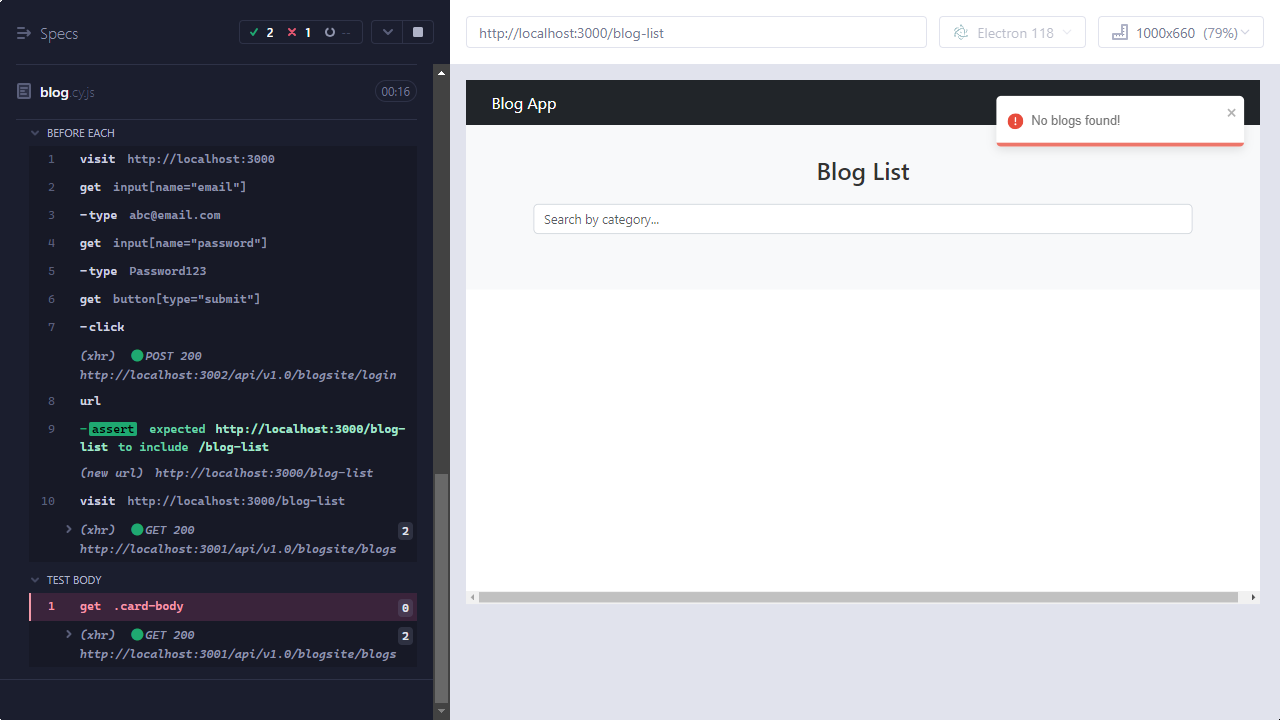 Specs
2
1
--
blog.cy.js
00:16
BEFORE EACH
1 visit http://localhost:3000
2 get input[name="email"]
3 -type abc@email.com
4 get input[name="password"]
5 -type Password123
6 get button[type="submit"]
7 -click
(xhr) POST 200
http://localhost:3002/api/v1.0/blogsite/login
8 url
9 -assert expected http://localhost:3000/blog-
list to include /blog-list
(new url) http://localhost:3000/blog-list
10 visit http://localhost:3000/blog-list
(xhr) GET 200 2
http://localhost:3001/api/v1.0/blogsite/blogs
TEST BODY
1 get .card-body 0
(xhr) GET 200 2
http://localhost:3001/api/v1.0/blogsite/blogs
http://localhost:3000/blog-list
Electron 118
1000x660 (79%)
Blog App
No blogs found!
Blog List
Search by category...